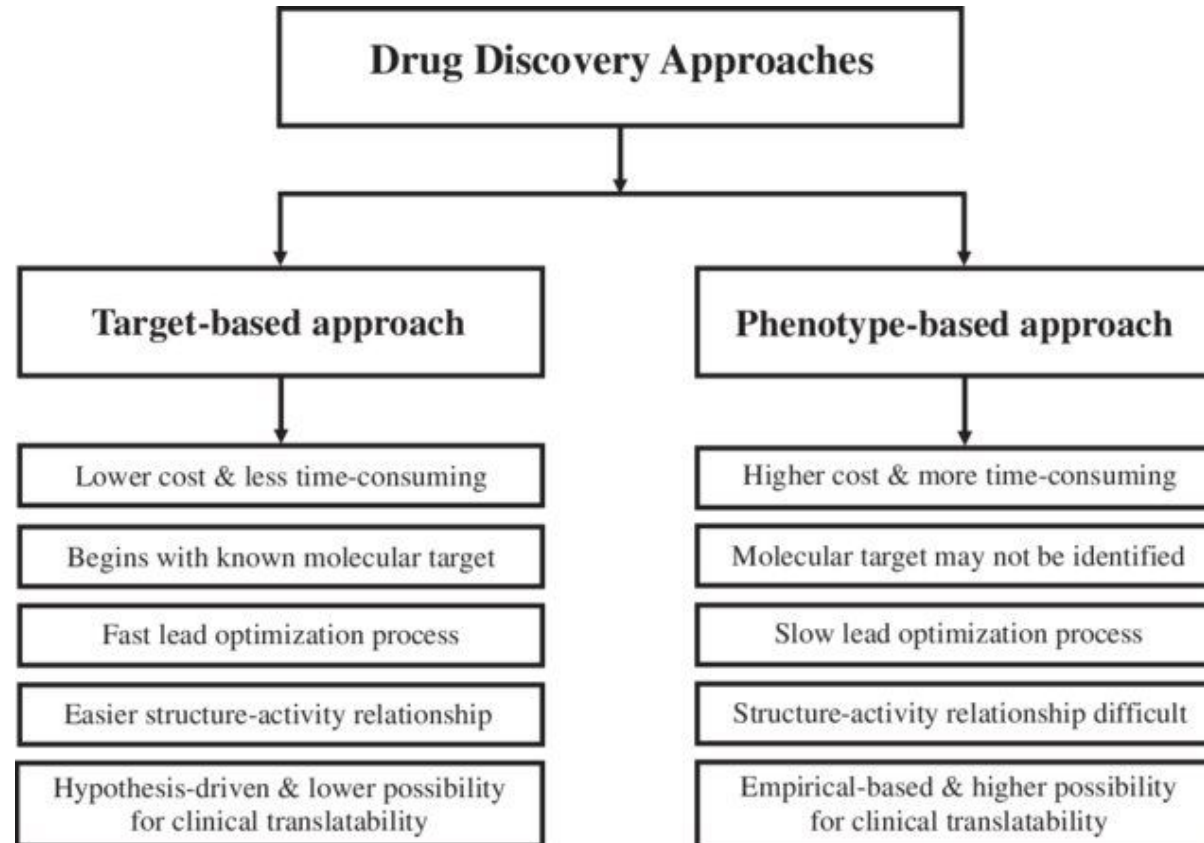 Drug Discovery Approaches
Target-based approach
Lower cost & less time-consuming
Begins with known molecular target
Fast lead optimization process
Easier structure-activity relationship
Hypothesis-driven & lower possibility
for clinical translatability
Phenotype-based approach
Higher cost & more time-consuming
Molecular target may not be identified
Slow lead optimization process
Structure-activity relationship difficult
Empirical-based & higher possibility
for clinical translatability